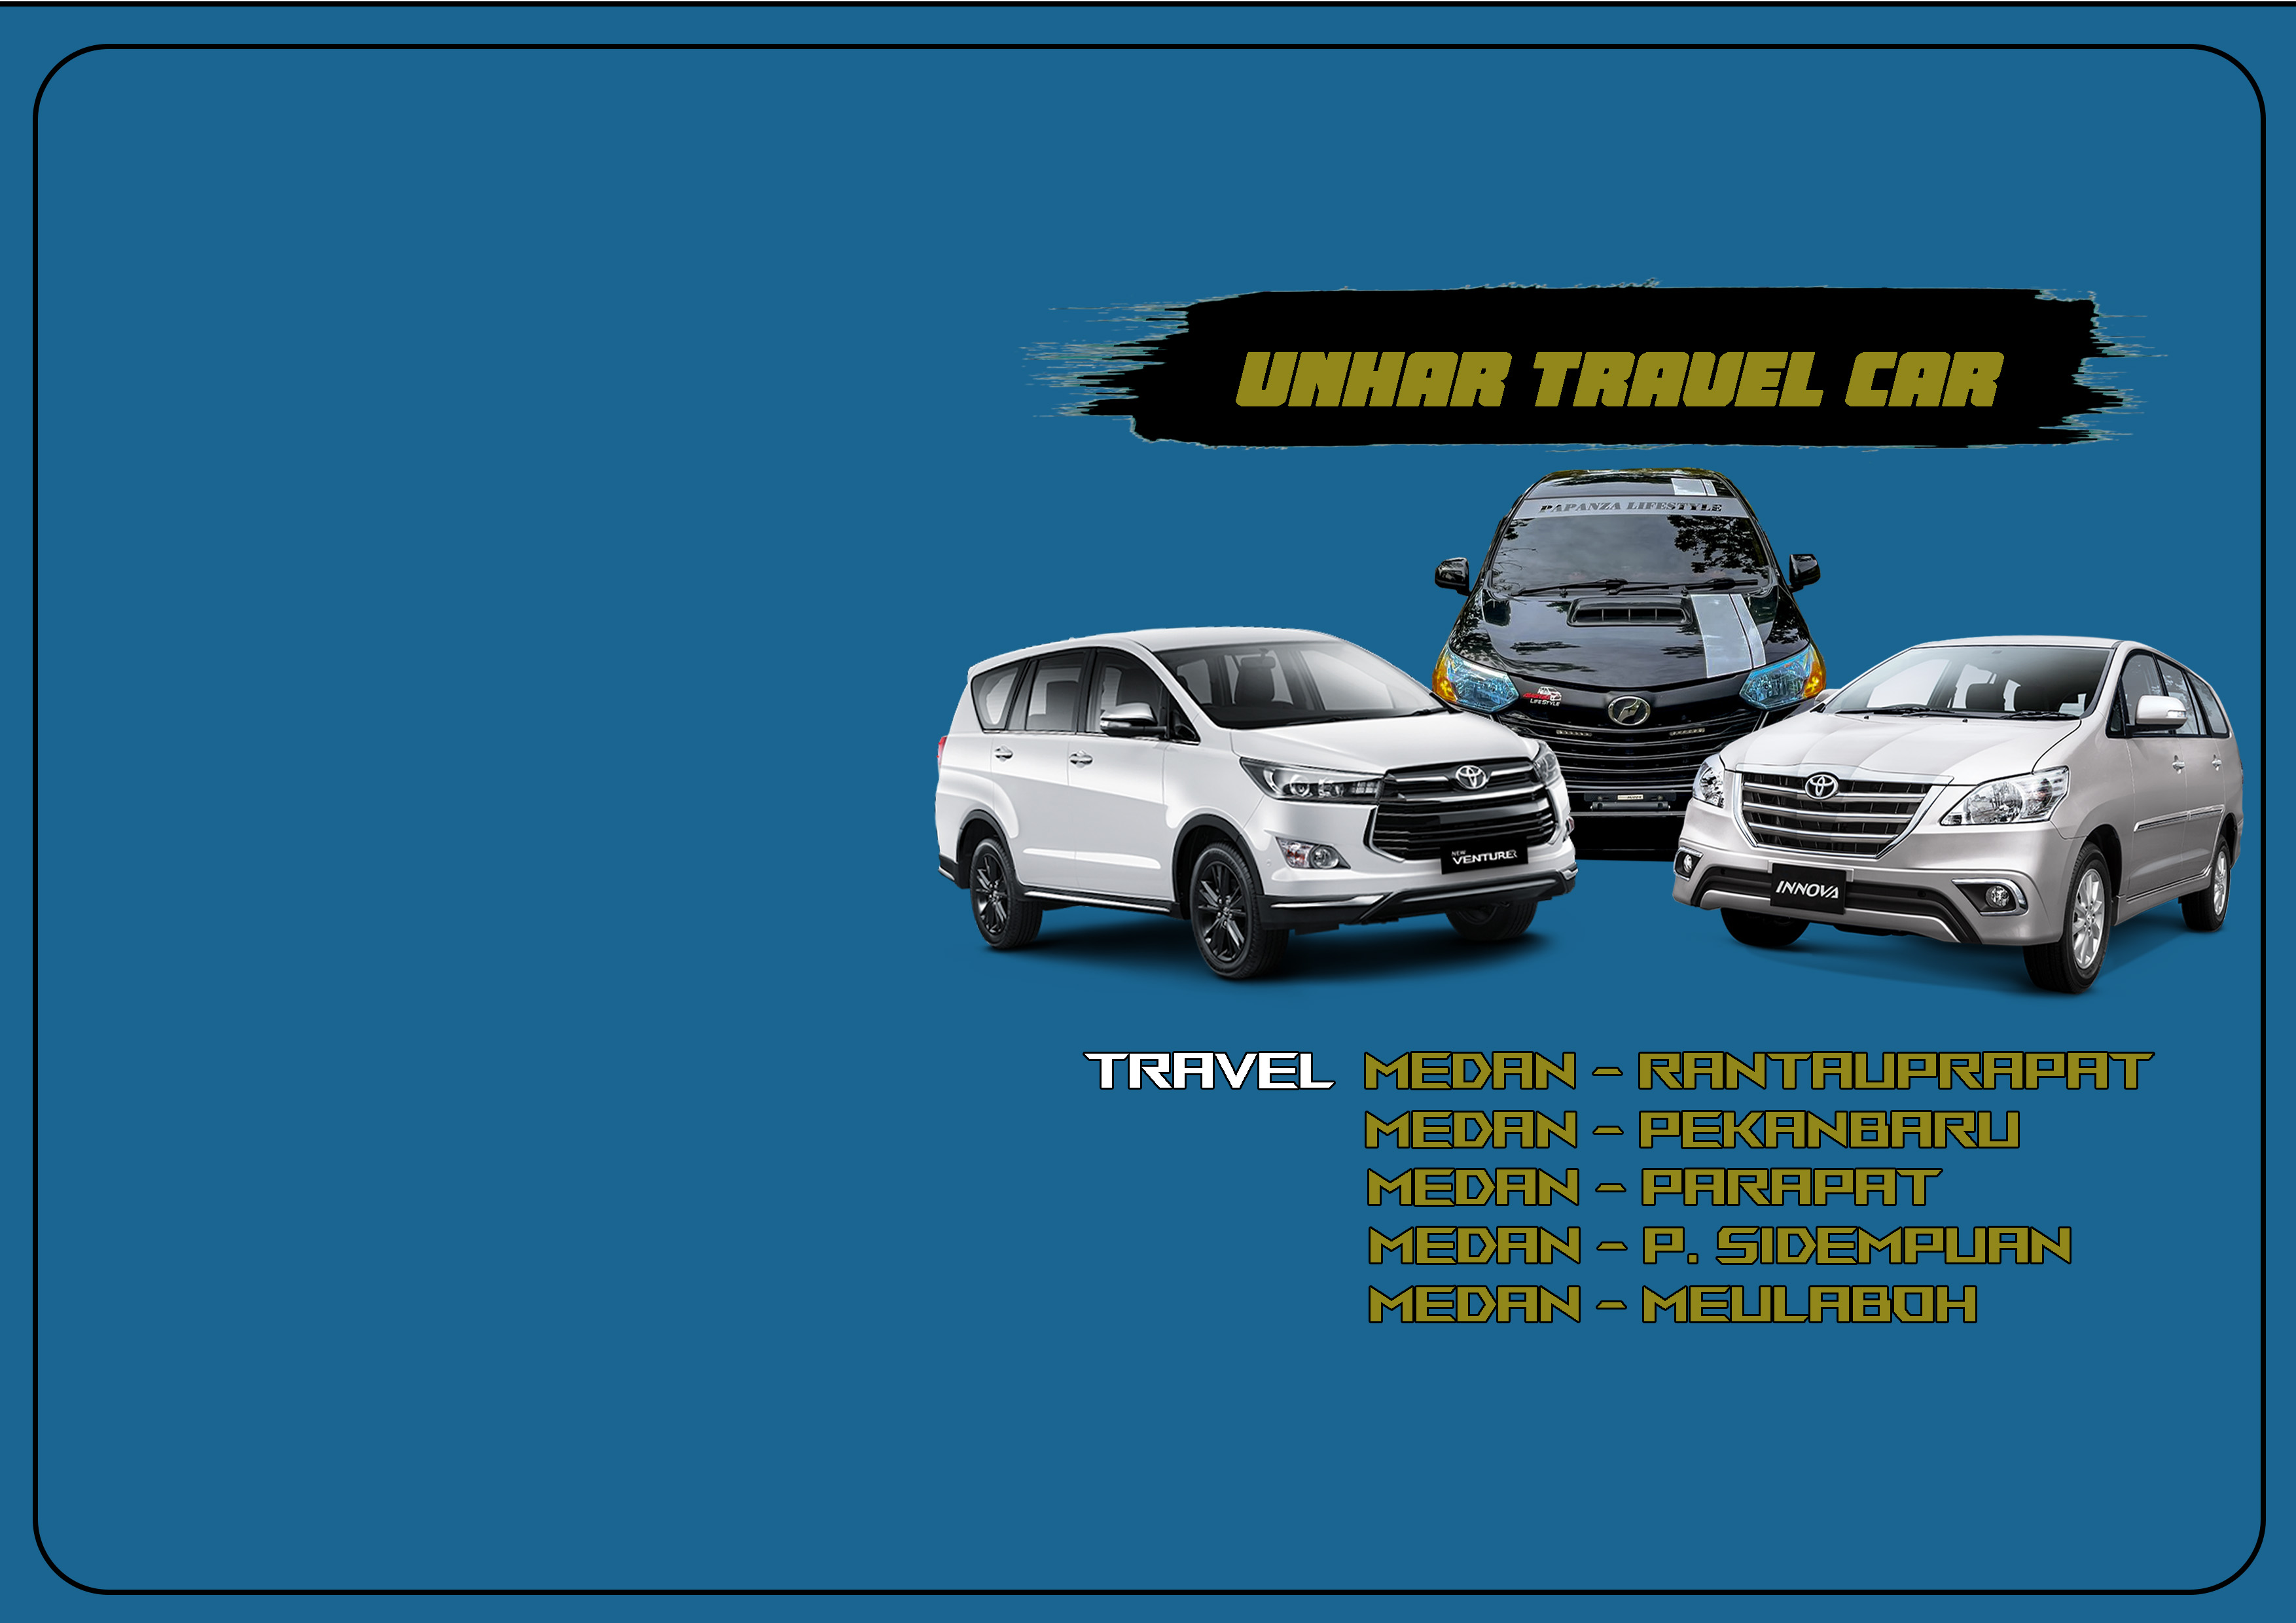 UNHAR TRAVEL CAR
PAPANZA LIFESTYLE
LIFESTYLE
NEW
VENTURER
INNOVA
TRAVEL MEDAN - RANTAUPRAPAT
MEDAN - PEKANBARU
MEDAN - PARAPAT
MEDAN - P. SIDEMPUAN
MEDAN - MEULABOH